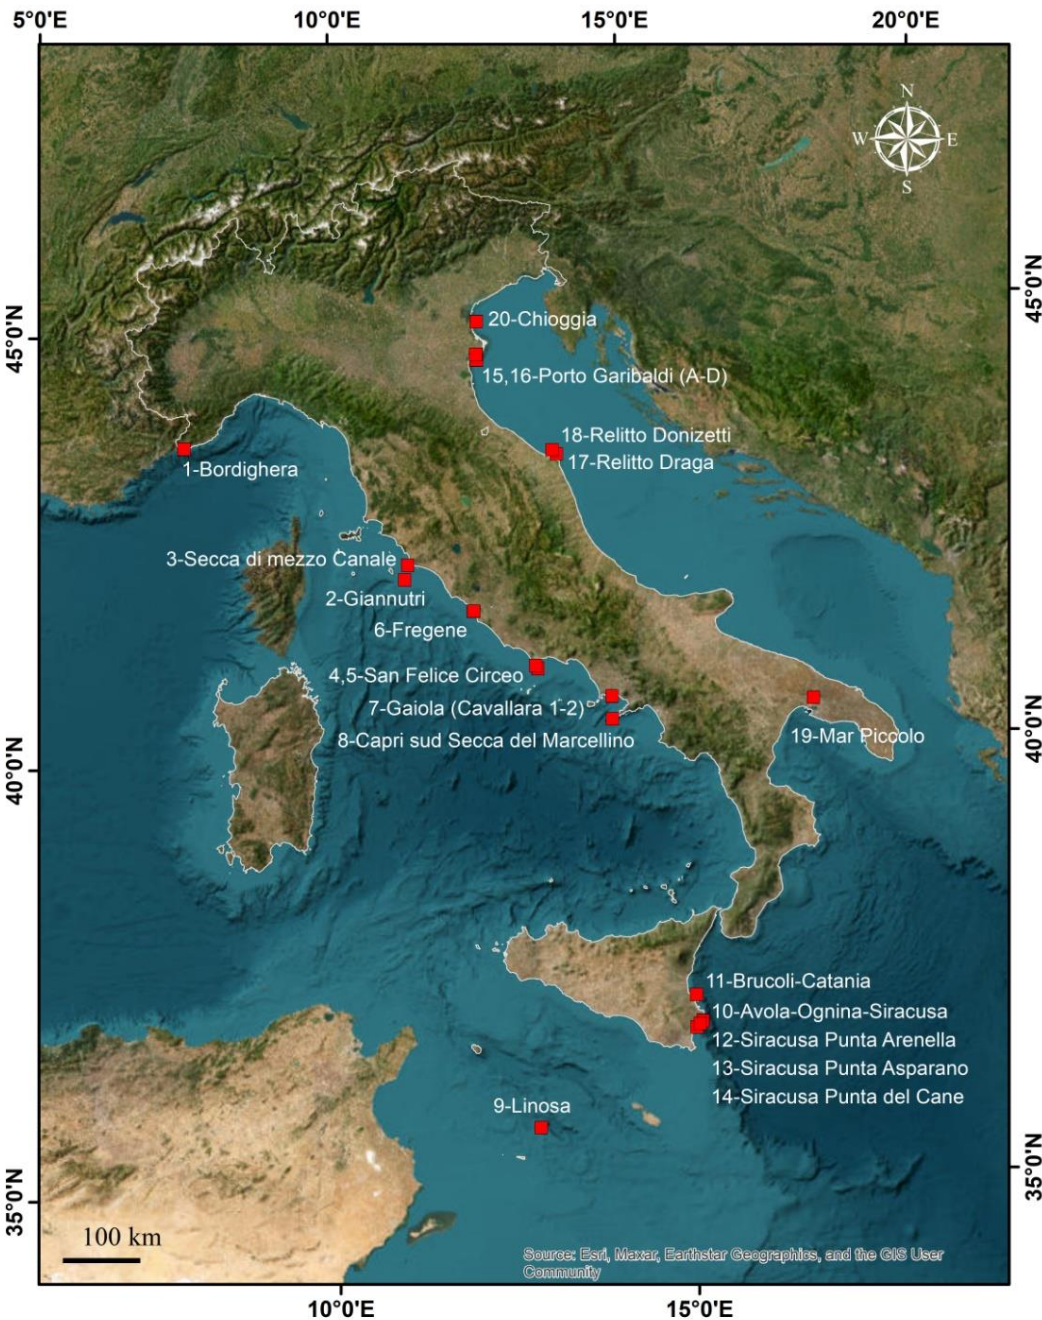 5°0'E 10°0'E 15°0'E 20°0'E
N
W E
S
45°0'N
45°0'N
20-Chioggia
15,16-Porto Garibaldi (A-D)
18-Relitto Donizetti
17-Relitto Draga
1-Bordighera
3-Secca di mezzo Canale
2-Giannutri
6-Fregene
4,5-San Felice Circeo
7-Gaiola (Cavallara 1-2)
8-Capri sud Secca del Marcellino
19-Mar Piccolo
40°0'N
40°0'N
11-Brucoli-Catania
10-Avola-Ognina-Siracusa
12-Siracusa Punta Arenella
13-Siracusa Punta Asparano
14-Siracusa Punta del Cane
9-Linosa
35°0'N
35°0'N
100 km
Source: Esri, Maxar, Earthstar Geographics, and the GIS User
Community
10°0'E 15°0'E